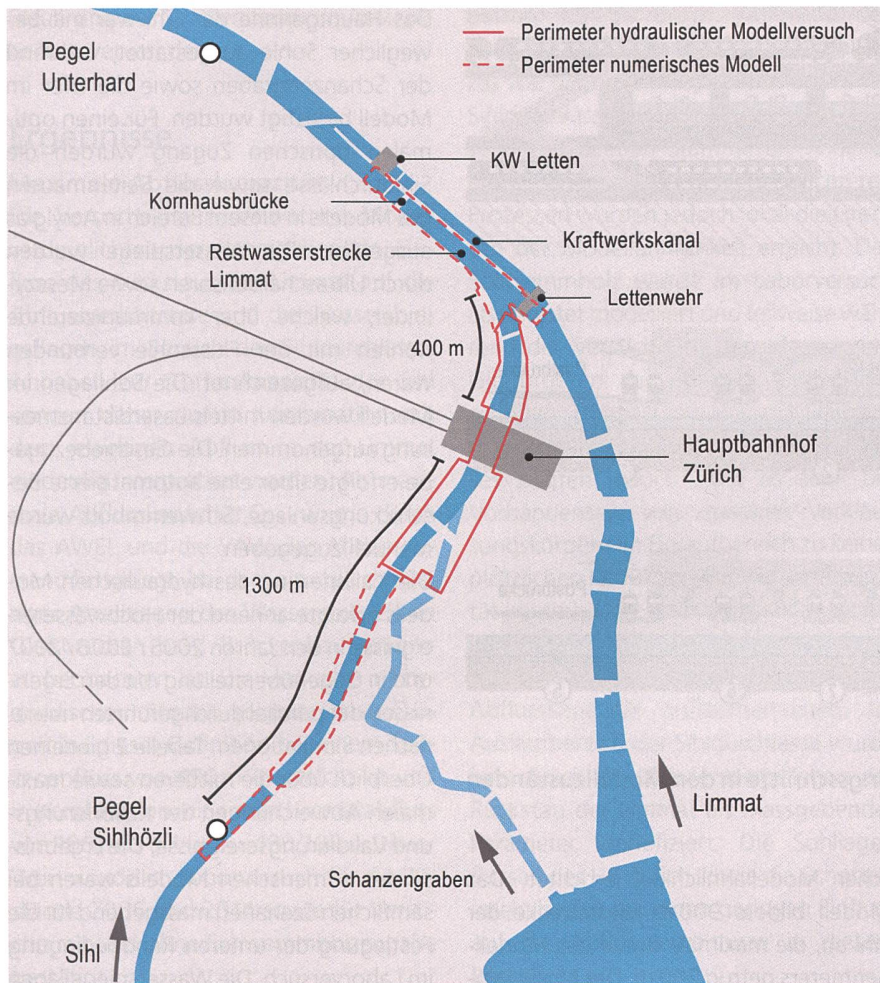 Perimeter hydraulischer Modellversuch
Perimeter numerisches Modell
Pegel
Unterhard
KW Letten
Kornhausbrücke
Kraftwerkskanal
Restwasserstrecke
Limmat
Lettenwehr
400 m
Hauptbahnhof
Zürich
1300 m
Pegel
Sihlhözli
Limmat
Schanzengraben
Sihl